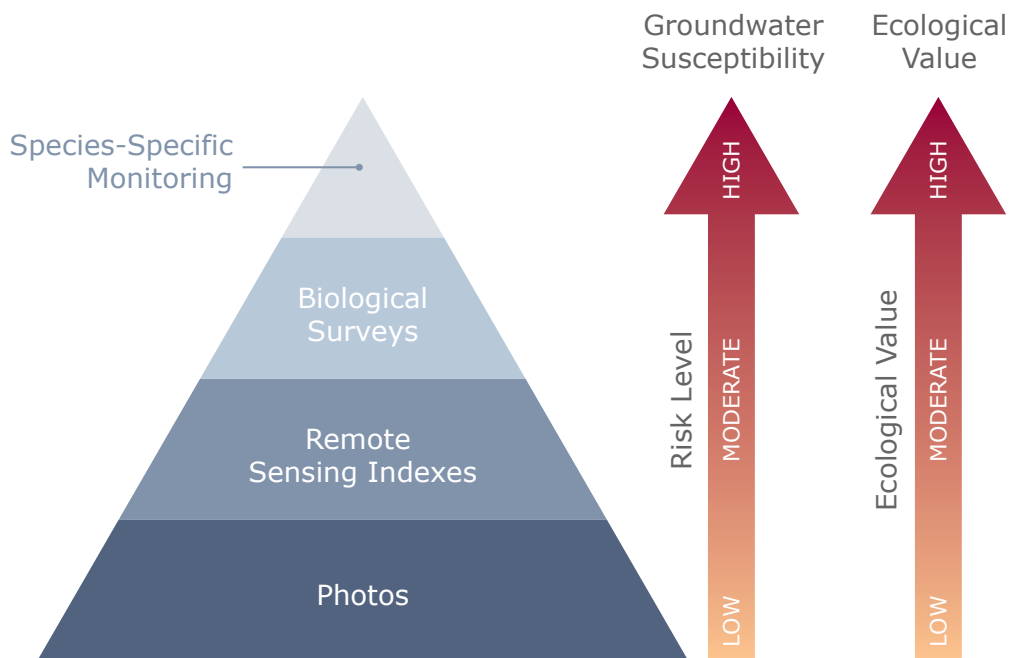 Groundwater
Susceptibility
Ecological
Value
Species-Specific
Monitoring
Biological
Surveys
Remote
Sensing Indexes
Photos
Risk Level
HIGH
MODERATE
LOW
Ecological Value
HIGH
MODERATE
LOW